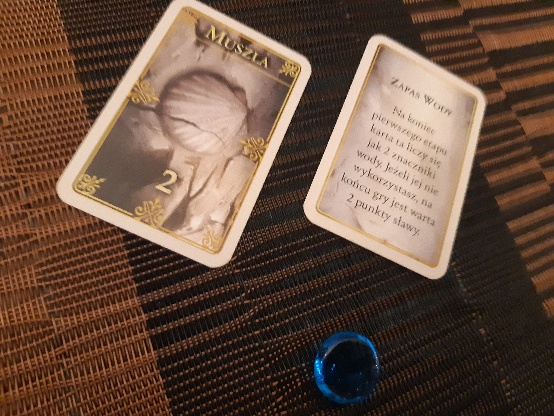 MUSZLA
2
ZAPAS WODY
Na koniec
pierwszego etapu
karta ta liczy się
jak 2 znaczniki
wody. Jeżeli jej nie
wykorzystasz, na
końcu gry jest warta
2 punkty sławy.